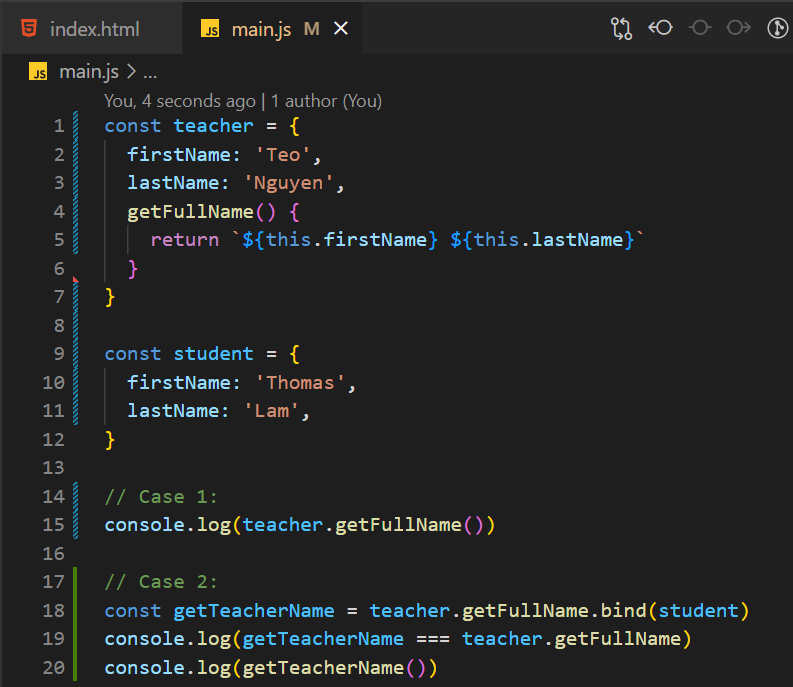 index.html JS main.js M
JS main.js > ...
You, 4 seconds ago | 1 author (You)
1 const teacher = {
2   firstName: 'Teo',
3   lastName: 'Nguyen',
4   getFullName() {
5     return `${this.firstName} ${this.lastName}`
6   }
7 }
8
9 const student = {
10   firstName: 'Thomas',
11   lastName: 'Lam',
12 }
13
14 // Case 1:
15 console.log(teacher.getFullName())
16
17 // Case 2:
18 const getTeacherName = teacher.getFullName.bind(student)
19 console.log(getTeacherName === teacher.getFullName)
20 console.log(getTeacherName())